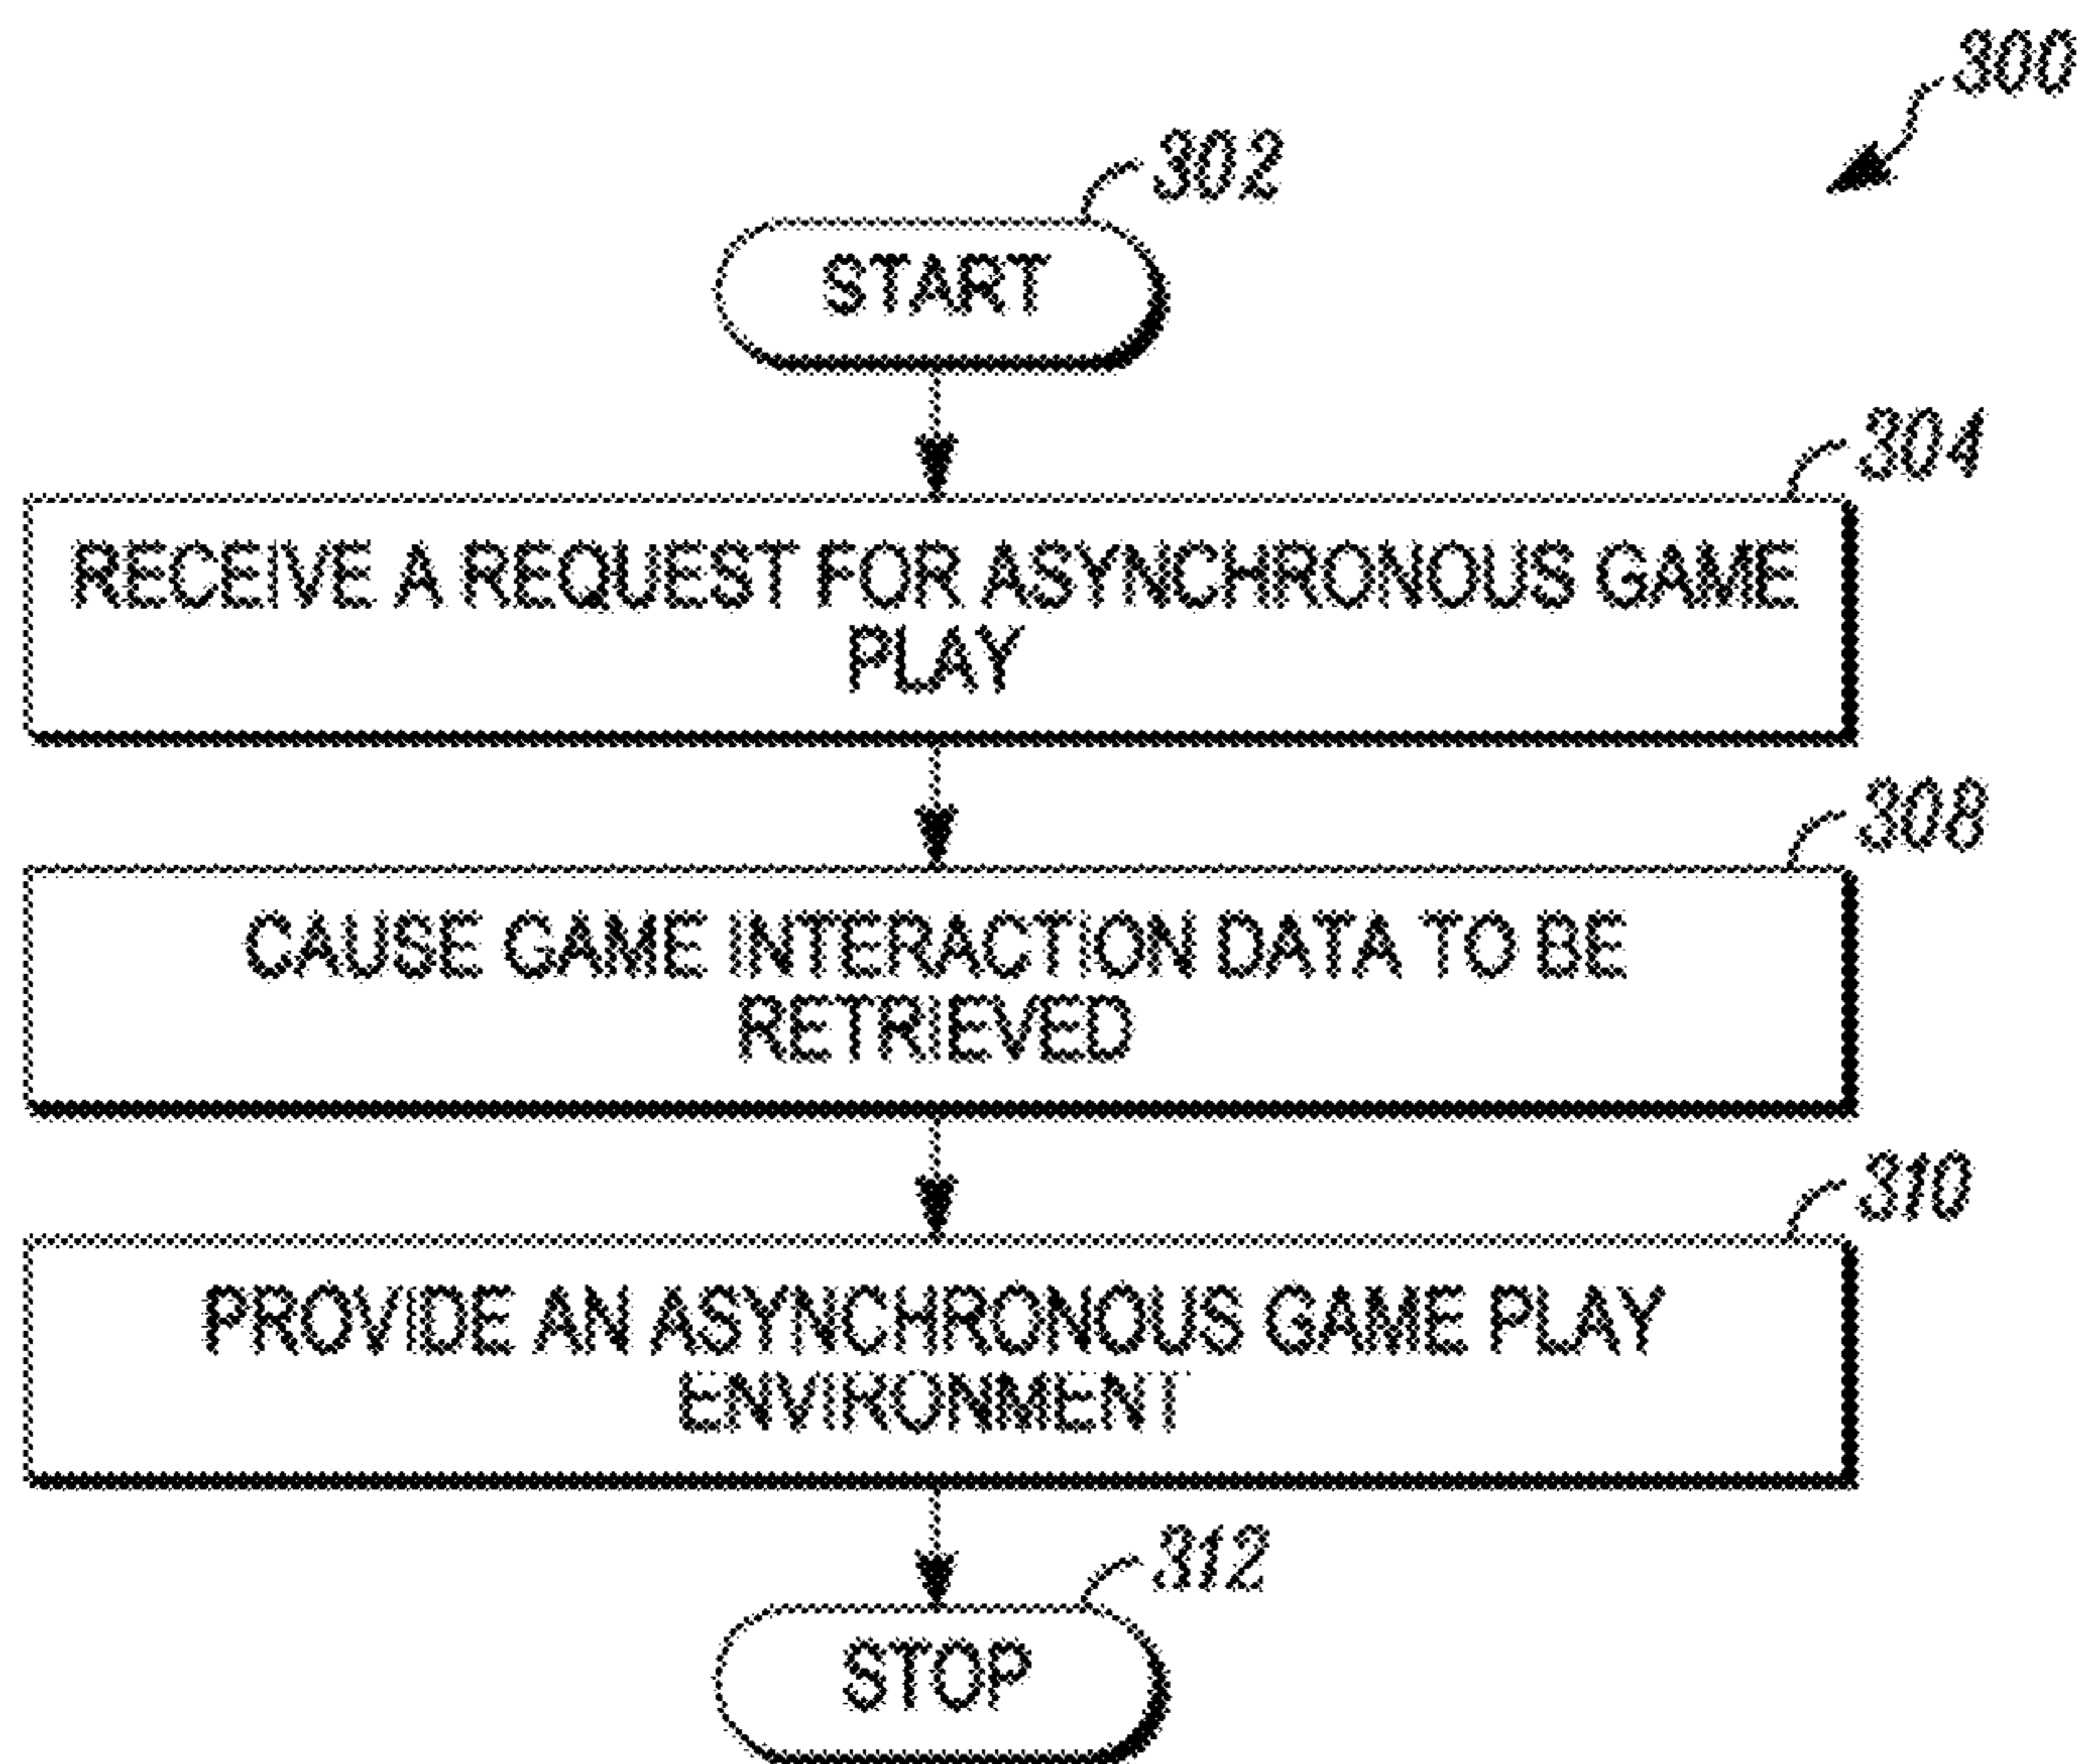 300
302
START
304
RECEIVE A REQUEST FOR ASYNCHRONOUS GAME
PLAY
308
CAUSE GAME INTERACTION DATA TO BE
RETRIEVED
310
PROVIDE AN ASYNCHRONOUS GAME PLAY
ENVIRONMENT
312
STOP